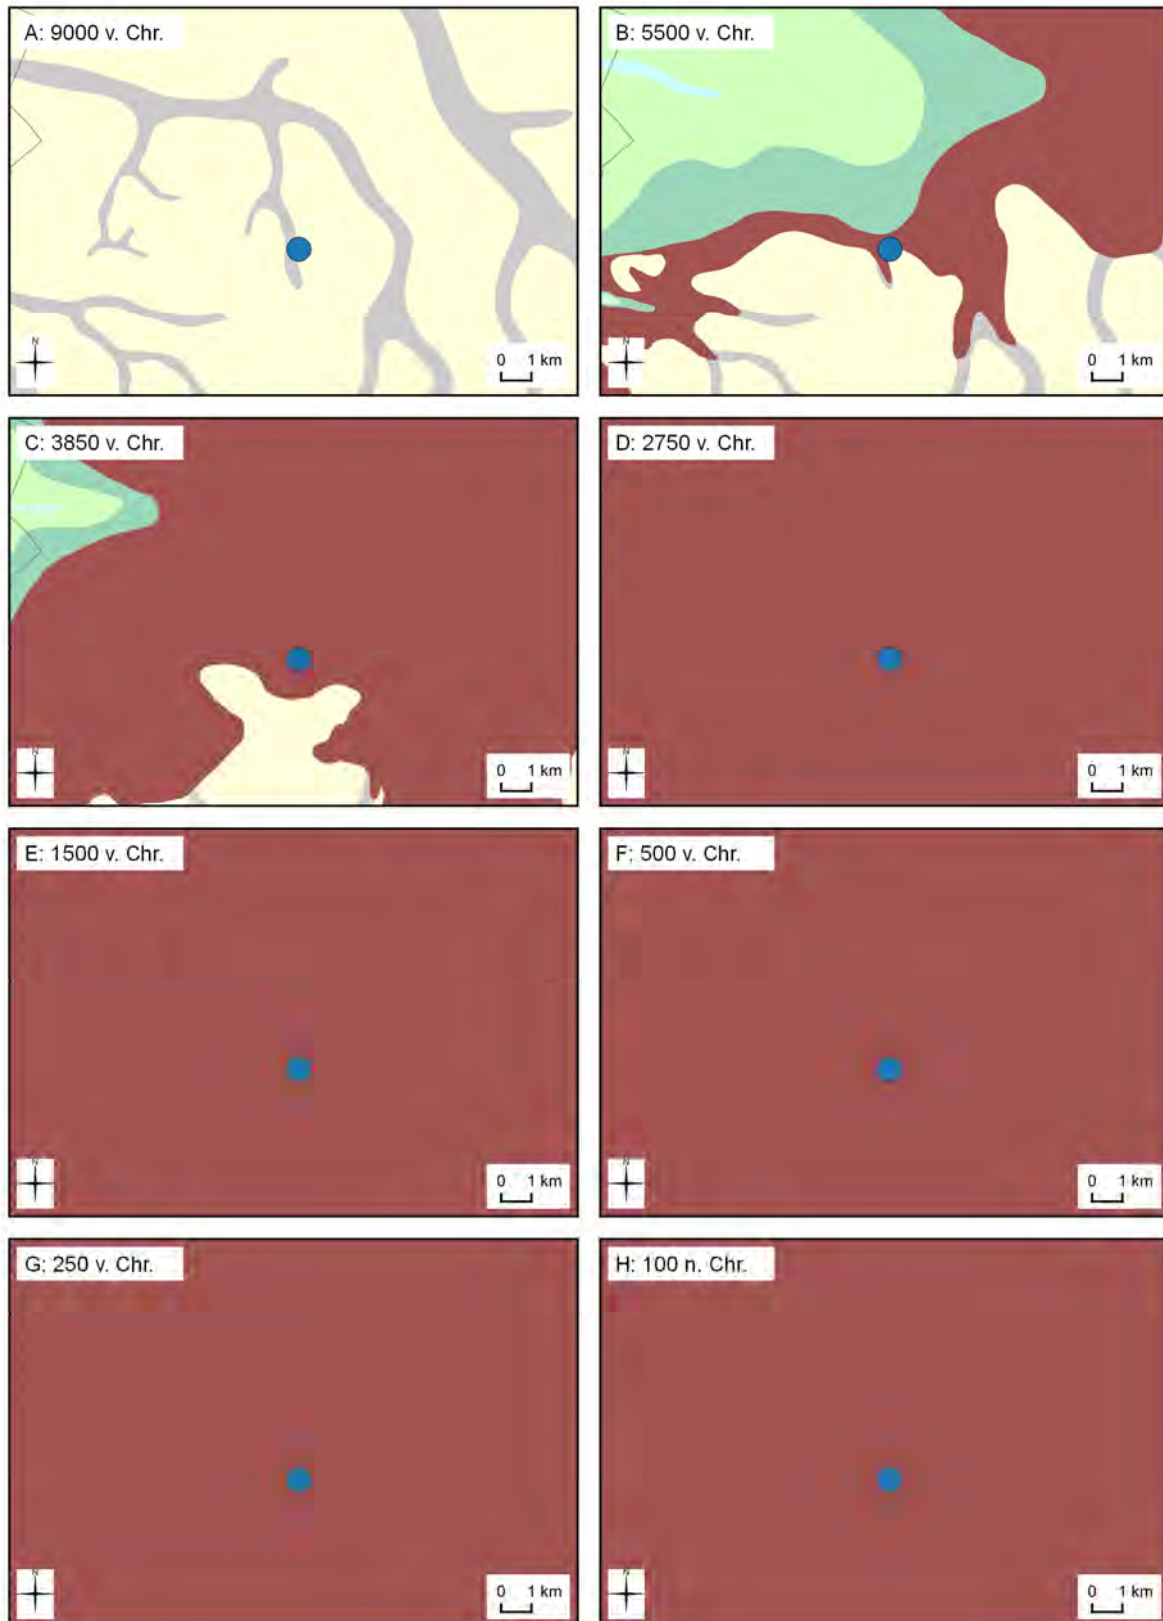 A: 9000 v. Chr.
N
0 1 km
B: 5500 v. Chr.
N
0 1 km
C: 3850 v. Chr.
N
0 1 km
D: 2750 v. Chr.
N
0 1 km
E: 1500 v. Chr.
N
0 1 km
F: 500 v. Chr.
N
0 1 km
G: 250 v. Chr.
N
0 1 km
H: 100 n. Chr.
N
0 1 km